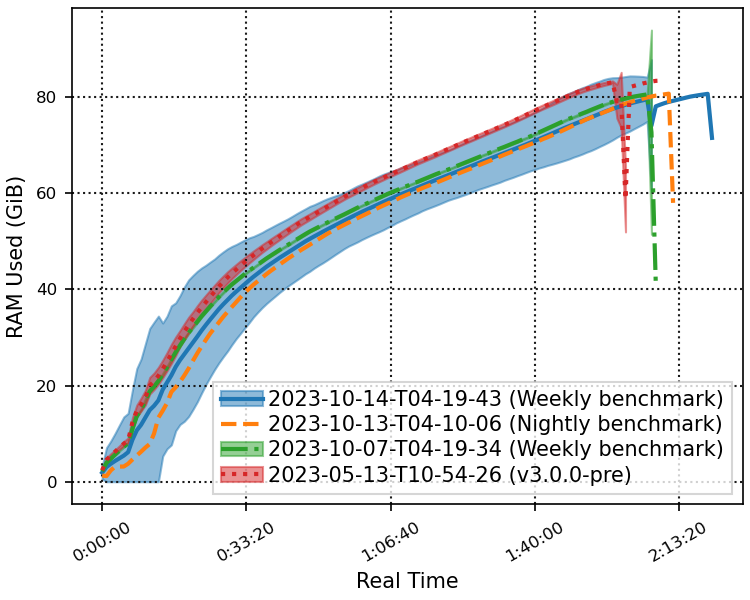 RAM Used (GiB)
80
60
40
20
0
2023-10-14-T04-19-43 (Weekly benchmark)
2023-10-13-T04-10-06 (Nightly benchmark)
2023-10-07-T04-19-34 (Weekly benchmark)
2023-05-13-T10-54-26 (v3.0.0-pre)
0:00:00
0:33:20
1:06:40
1:40:00
2:13:20
Real Time